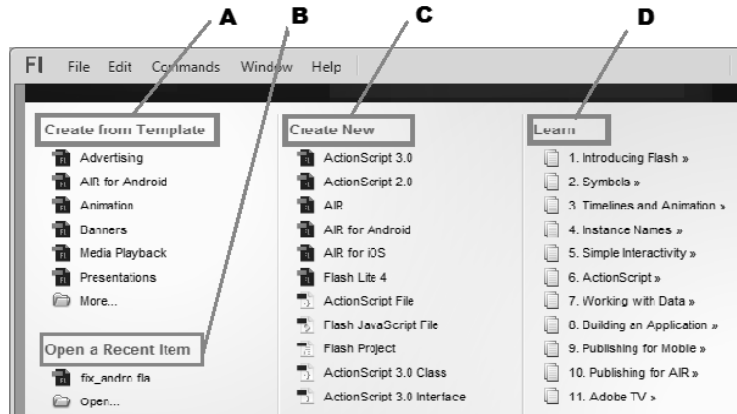 A B C D
Fl File Edit Commands Window Help
Create from Template
Advertising
AIR for Android
Animation
Banners
Media Playback
Presentations
More...
Open a Recent Item
fix_andro fla
Open...
Create New
ActionScript 3.0
ActionScript 2.0
AIR
AIR for Android
AIR for iOS
Flash Lite 4
ActionScript File
Flash JavaScript File
Flash Project
ActionScript 3.0 Class
ActionScript 3.0 Interface
Learn
1. Introducing Flash »
2. Symbols »
3. Timelines and Animation »
4. Instance Names »
5. Simple Interactivity »
6. ActionScript »
7. Working with Data »
8. Building an Application »
9. Publishing for Mobile »
10. Publishing for AIR »
11. Adobe TV »